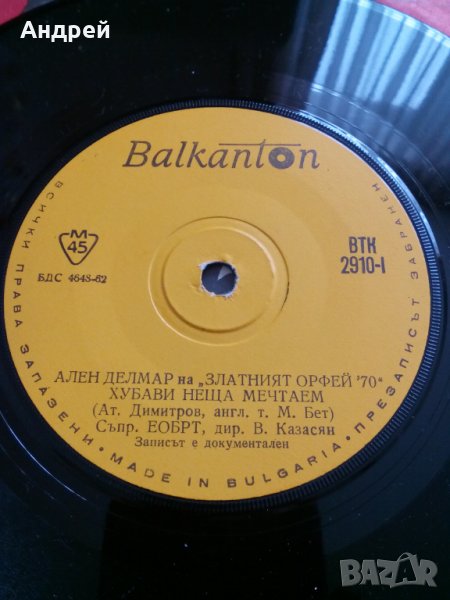 Андрей
Balkanton
ВСИЧКИ ПРАВА ЗАПАЗЕНИ · MADE IN BULGARIA · ПРЕЗАПИСЪТ ЗАБРАНЕН
М
45
БДС 4648-62
ВТК
2910-I
АЛЕН ДЕЛМАР на „ЗЛАТНИЯТ ОРФЕЙ '70“
ХУБАВИ НЕЩА МЕЧТАЕМ
(Ат. Димитров, англ. т. М. Бет)
Съпр. ЕОБРТ, дир. В. Казасян
Записът е документален
BAZAR